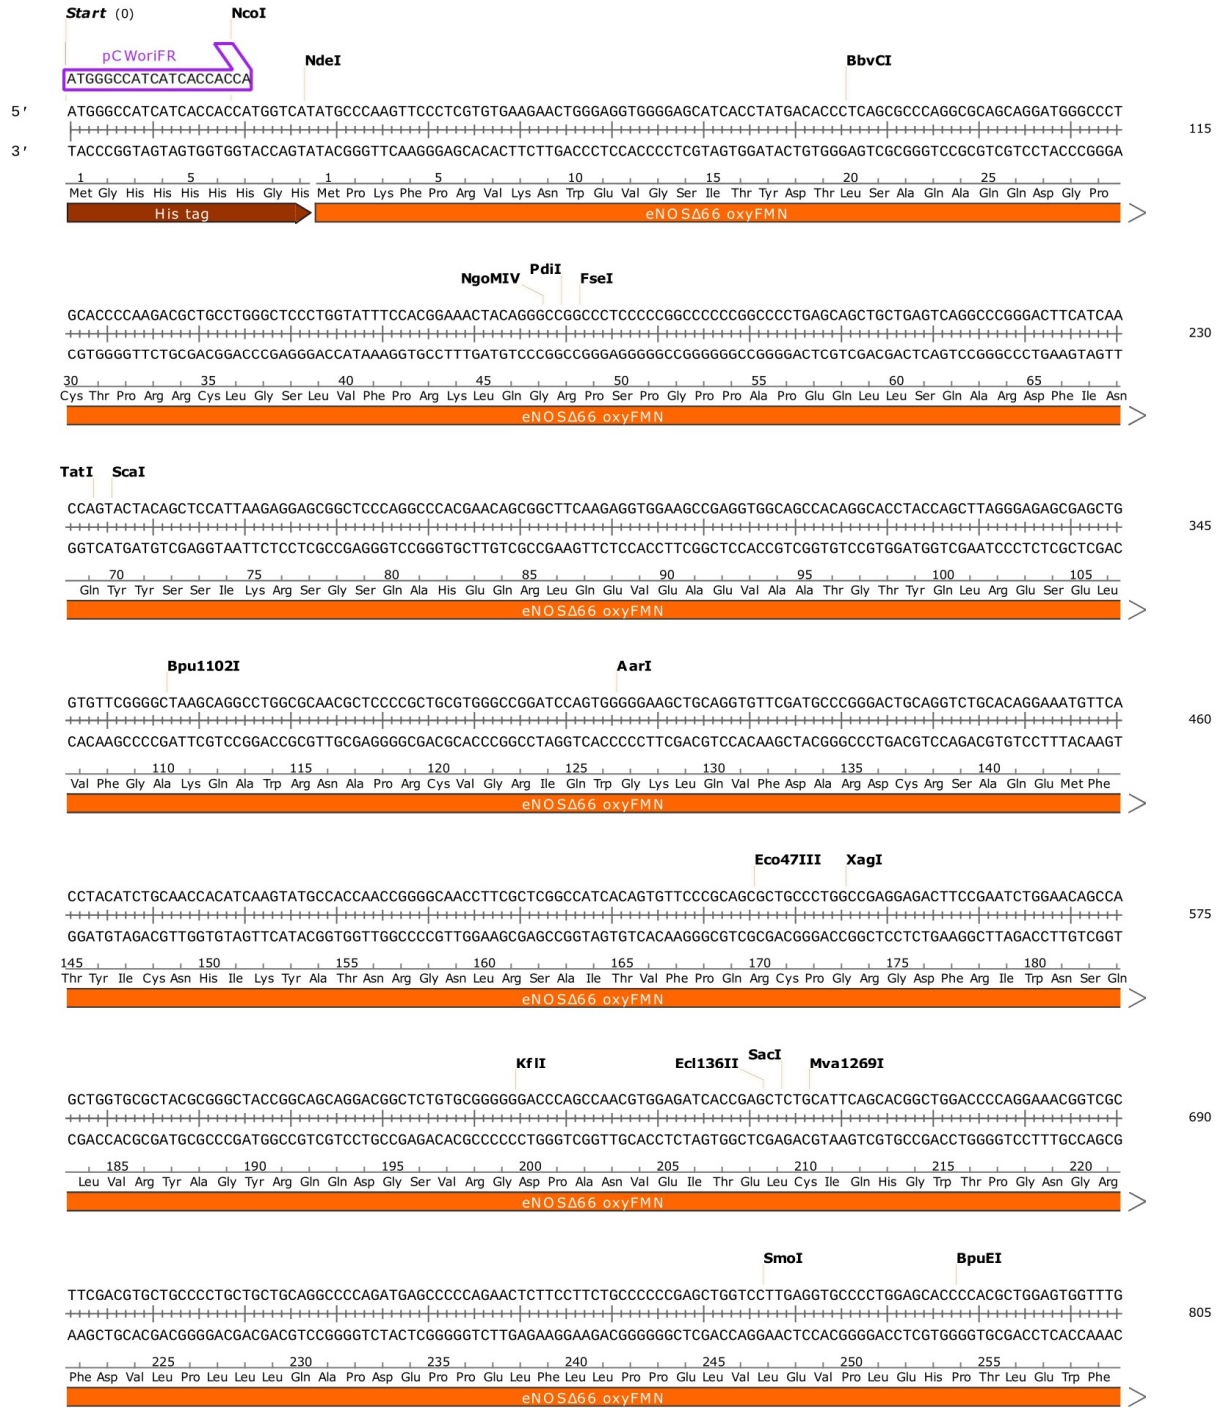 Start (0) NcoI
pCWoriFR NdeI BbvCI
ATGGGCCATCATCACCACCA
5′ ATGGGCCATCATCACCACCATGGTCATATGCCCAAGTTCCCTCGTGTGAAGAACTGGGAGGTGGGGAGCATCACCTATGACACCCTCAGCGCCCAGGCGCAGCAGGATGGGCCCT
115
3′ TACCCGGTAGTAGTGGTGGTACCAGTATACGGGTTCAAGGGAGCACACTTCTTGACCCTCCACCCCTCGTAGTGGATACTGTGGGAGTCGCGGGTCCGCGTCGTCCTACCCGGGA
1 5 1 5 10 15 20 25
Met Gly His His His His His Gly His Met Pro Lys Phe Pro Arg Val Lys Asn Trp Glu Val Gly Ser Ile Thr Tyr Asp Thr Leu Ser Ala Gln Ala Gln Gln Asp Gly Pro
His tag eNOSΔ66 oxyFMN
NgoMIV PdiI FseI
GCACCCCAAGACGCTGCCTGGGCTCCCTGGTATTTCCACGGAAACTACAGGGCCGGCCCTCCCCCGGCCCCCCGGCCCCTGAGCAGCTGCTGAGTCAGGCCCGGGACTTCATCAA
230
CGTGGGGTTCTGCGACGGACCCGAGGGACCATAAAGGTGCCTTTGATGTCCCGGCCGGGAGGGGGCCGGGGGGCCGGGGACTCGTCGACGACTCAGTCCGGGCCCTGAAGTAGTT
30 35 40 45 50 55 60 65
Cys Thr Pro Arg Arg Cys Leu Gly Ser Leu Val Phe Pro Arg Lys Leu Gln Gly Arg Pro Ser Pro Gly Pro Pro Ala Pro Glu Gln Leu Leu Ser Gln Ala Arg Asp Phe Ile Asn
eNOSΔ66 oxyFMN
TatI ScaI
CCAGTACTACAGCTCCATTAAGAGGAGCGGCTCCCAGGCCCACGAACAGCGGCTTCAAGAGGTGGAAGCCGAGGTGGCAGCCACAGGCACCTACCAGCTTAGGGAGAGCGAGCTG
345
GGTCATGATGTCGAGGTAATTCTCCTCGCCGAGGGTCCGGGTGCTTGTCGCCGAAGTTCTCCACCTTCGGCTCCACCGTCGGTGTCCGTGGATGGTCGAATCCCTCTCGCTCGAC
70 75 80 85 90 95 100 105
Gln Tyr Tyr Ser Ser Ile Lys Arg Ser Gly Ser Gln Ala His Glu Gln Arg Leu Gln Glu Val Glu Ala Glu Val Ala Ala Thr Gly Thr Tyr Gln Leu Arg Glu Ser Glu Leu
eNOSΔ66 oxyFMN
Bpu1102I AarI
GTGTTCGGGGCTAAGCAGGCCTGGCGCAACGCTCCCCGCTGCGTGGGCCGGATCCAGTGGGGGAAGCTGCAGGTGTTCGATGCCCGGGACTGCAGGTCTGCACAGGAAATGTTCA
460
CACAAGCCCCGATTCGTCCGGACCGCGTTGCGAGGGGCGACGCACCCGGCCTAGGTCACCCCCTTCGACGTCCACAAGCTACGGGCCCTGACGTCCAGACGTGTCCTTTACAAGT
110 115 120 125 130 135 140
Val Phe Gly Ala Lys Gln Ala Trp Arg Asn Ala Pro Arg Cys Val Gly Arg Ile Gln Trp Gly Lys Leu Gln Val Phe Asp Ala Arg Asp Cys Arg Ser Ala Gln Glu Met Phe
eNOSΔ66 oxyFMN
Eco47III XagI
CCTACATCTGCAACCACATCAAGTATGCCACCAACCGGGGCAACCTTCGCTCGGCCATCACAGTGTTCCCGCAGCGCTGCCCTGGCCGAGGAGACTTCCGAATCTGGAACAGCCA
575
GGATGTAGACGTTGGTGTAGTTCATACGGTGGTTGGCCCCGTTGGAAGCGAGCCGGTAGTGTCACAAGGGCGTCGCGACGGGACCGGCTCCTCTGAAGGCTTAGACCTTGTCGGT
145 150 155 160 165 170 175 180
Thr Tyr Ile Cys Asn His Ile Lys Tyr Ala Thr Asn Arg Gly Asn Leu Arg Ser Ala Ile Thr Val Phe Pro Gln Arg Cys Pro Gly Arg Gly Asp Phe Arg Ile Trp Asn Ser Gln
eNOSΔ66 oxyFMN
KflI Ecl136II SacI Mva1269I
GCTGGTGCGCTACGCGGGCTACCGGCAGCAGGACGGCTCTGTGCGGGGGGACCCAGCCAACGTGGAGATCACCGAGCTCTGCATTCAGCACGGCTGGACCCCAGGAAACGGTCGC
690
CGACCACGCGATGCGCCCGATGGCCGTCGTCCTGCCGAGACACGCCCCCCTGGGTCGGTTGCACCTCTAGTGGCTCGAGACGTAAGTCGTGCCGACCTGGGGTCCTTTGCCAGCG
185 190 195 200 205 210 215 220
Leu Val Arg Tyr Ala Gly Tyr Arg Gln Gln Asp Gly Ser Val Arg Gly Asp Pro Ala Asn Val Glu Ile Thr Glu Leu Cys Ile Gln His Gly Trp Thr Pro Gly Asn Gly Arg
eNOSΔ66 oxyFMN
SmoI BpuEI
TTCGACGTGCTGCCCCTGCTGCTGCAGGCCCCAGATGAGCCCCCAGAACTCTTCCTTCTGCCCCCCGAGCTGGTCCTTGAGGTGCCCCTGGAGCACCCCACGCTGGAGTGGTTTG
805
AAGCTGCACGACGGGGACGACGACGTCCGGGGTCTACTCGGGGGTCTTGAGAAGGAAGACGGGGGGCTCGACCAGGAACTCCACGGGGACCTCGTGGGGTGCGACCTCACCAAAC
225 230 235 240 245 250 255
Phe Asp Val Leu Pro Leu Leu Leu Gln Ala Pro Asp Glu Pro Pro Glu Leu Phe Leu Leu Pro Pro Glu Leu Val Leu Glu Val Pro Leu Glu His Pro Thr Leu Glu Trp Phe
eNOSΔ66 oxyFMN